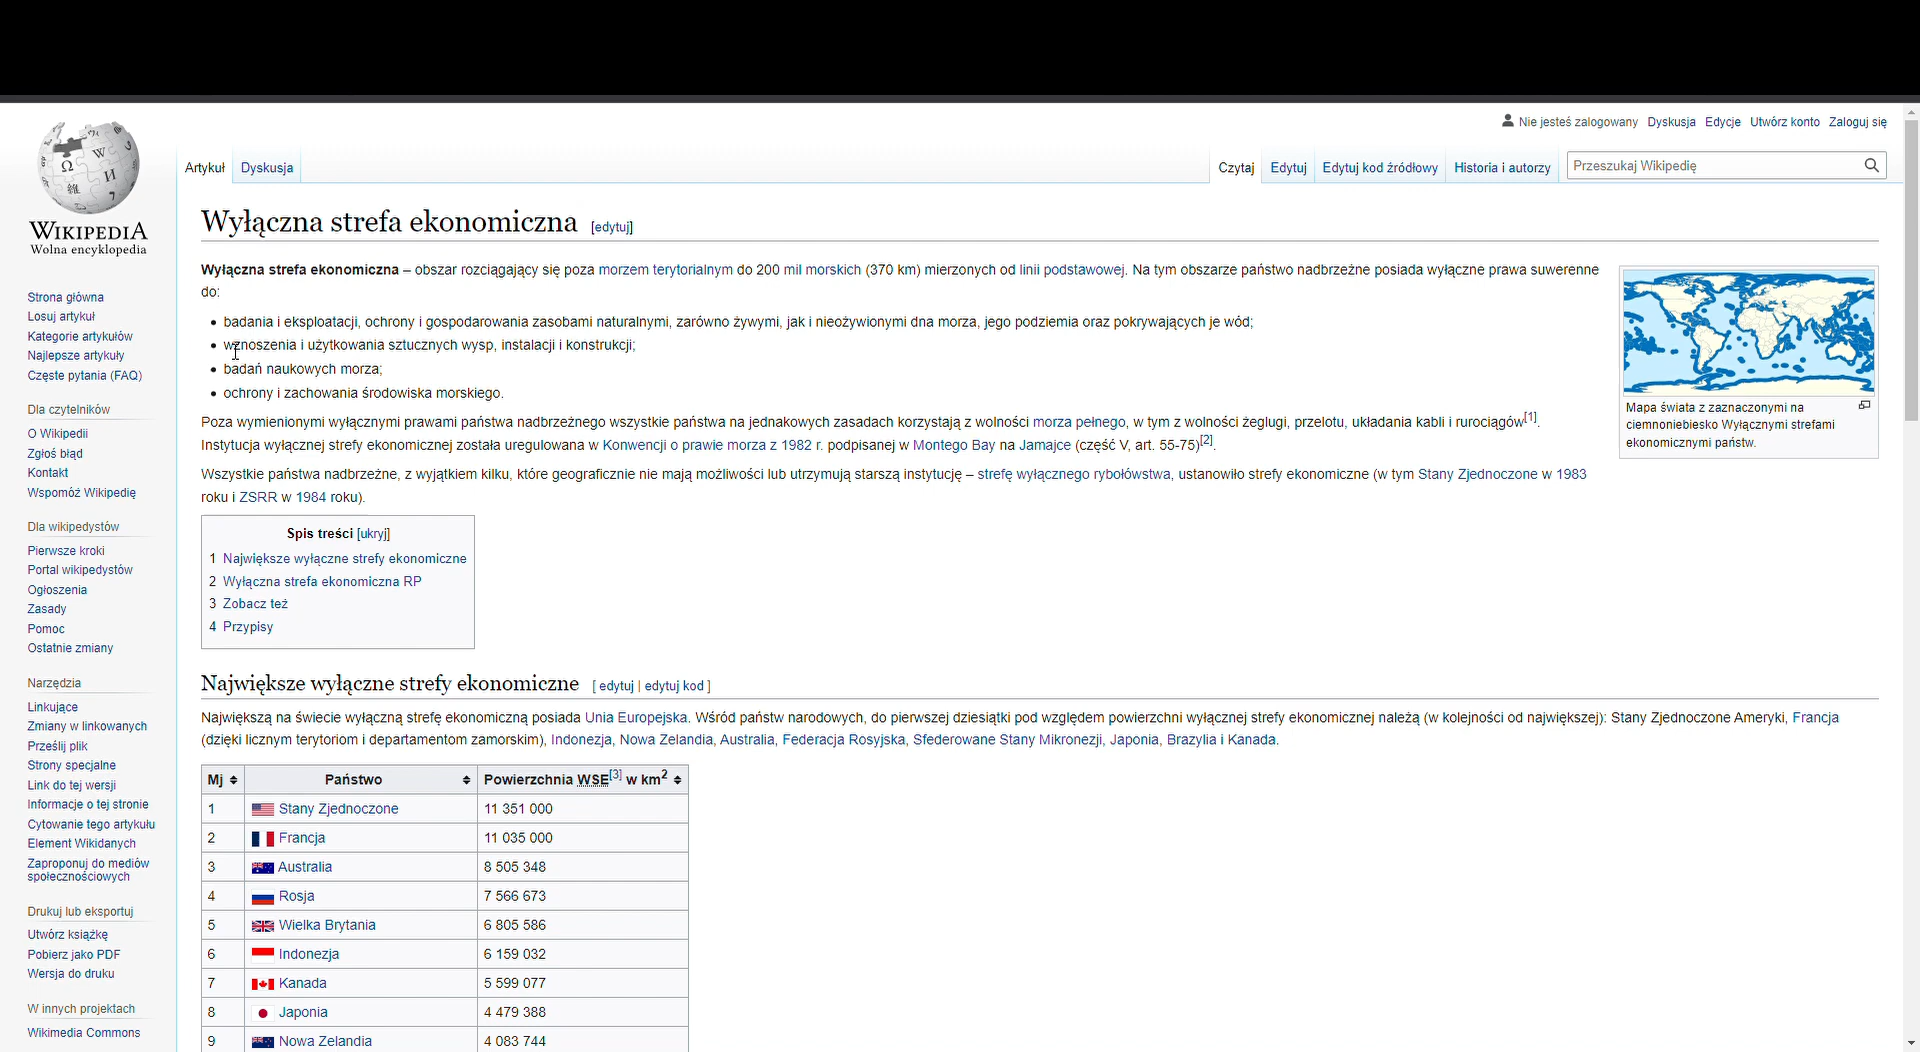 Nie jesteś zalogowany Dyskusja Edycje Utwórz konto Zaloguj się
Artykuł Dyskusja Czytaj Edytuj Edytuj kod źródłowy Historia i autorzy Przeszukaj Wikipedię
WIKIPEDIA
Wolna encyklopedia
Strona główna
Losuj artykuł
Kategorie artykułów
Najlepsze artykuły
Częste pytania (FAQ)
Dla czytelników
O Wikipedii
Zgłoś błąd
Kontakt
Wspomóż Wikipedię
Dla wikipedystów
Pierwsze kroki
Portal wikipedystów
Ogłoszenia
Zasady
Pomoc
Ostatnie zmiany
Narzędzia
Linkujące
Zmiany w linkowanych
Prześlij plik
Strony specjalne
Link do tej wersji
Informacje o tej stronie
Cytowanie tego artykułu
Element Wikidanych
Zaproponuj do mediów
społecznościowych
Drukuj lub eksportuj
Utwórz książkę
Pobierz jako PDF
Wersja do druku
W innych projektach
Wikimedia Commons
Wyłączna strefa ekonomiczna [edytuj]
Wyłączna strefa ekonomiczna – obszar rozciągający się poza morzem terytorialnym do 200 mil morskich (370 km) mierzonych od linii podstawowej. Na tym obszarze państwo nadbrzeżne posiada wyłączne prawa suwerenne
do:
• badania i eksploatacji, ochrony i gospodarowania zasobami naturalnymi, zarówno żywymi, jak i nieożywionymi dna morza, jego podziemia oraz pokrywających je wód;
• wznoszenia i użytkowania sztucznych wysp, instalacji i konstrukcji;
• badań naukowych morza;
• ochrony i zachowania środowiska morskiego.
Poza wymienionymi wyłącznymi prawami państwa nadbrzeżnego wszystkie państwa na jednakowych zasadach korzystają z wolności morza pełnego, w tym z wolności żeglugi, przelotu, układania kabli i rurociągów[1].
Instytucja wyłącznej strefy ekonomicznej została uregulowana w Konwencji o prawie morza z 1982 r. podpisanej w Montego Bay na Jamajce (część V, art. 55-75)[2].
Wszystkie państwa nadbrzeżne, z wyjątkiem kilku, które geograficznie nie mają możliwości lub utrzymują starszą instytucję – strefę wyłącznego rybołówstwa, ustanowiło strefy ekonomiczne (w tym Stany Zjednoczone w 1983
roku i ZSRR w 1984 roku).
Mapa świata z zaznaczonymi na
ciemnoniebiesko Wyłącznymi strefami
ekonomicznymi państw.
Spis treści [ukryj]
1 Największe wyłączne strefy ekonomiczne
2 Wyłączna strefa ekonomiczna RP
3 Zobacz też
4 Przypisy
Największe wyłączne strefy ekonomiczne [ edytuj | edytuj kod ]
Największą na świecie wyłączną strefę ekonomiczną posiada Unia Europejska. Wśród państw narodowych, do pierwszej dziesiątki pod względem powierzchni wyłącznej strefy ekonomicznej należą (w kolejności od największej): Stany Zjednoczone Ameryki, Francja
(dzięki licznym terytoriom i departamentom zamorskim), Indonezja, Nowa Zelandia, Australia, Federacja Rosyjska, Sfederowane Stany Mikronezji, Japonia, Brazylia i Kanada.
Mj Państwo Powierzchnia WSE[3] w km2
1 Stany Zjednoczone 11 351 000
2 Francja 11 035 000
3 Australia 8 505 348
4 Rosja 7 566 673
5 Wielka Brytania 6 805 586
6 Indonezja 6 159 032
7 Kanada 5 599 077
8 Japonia 4 479 388
9 Nowa Zelandia 4 083 744